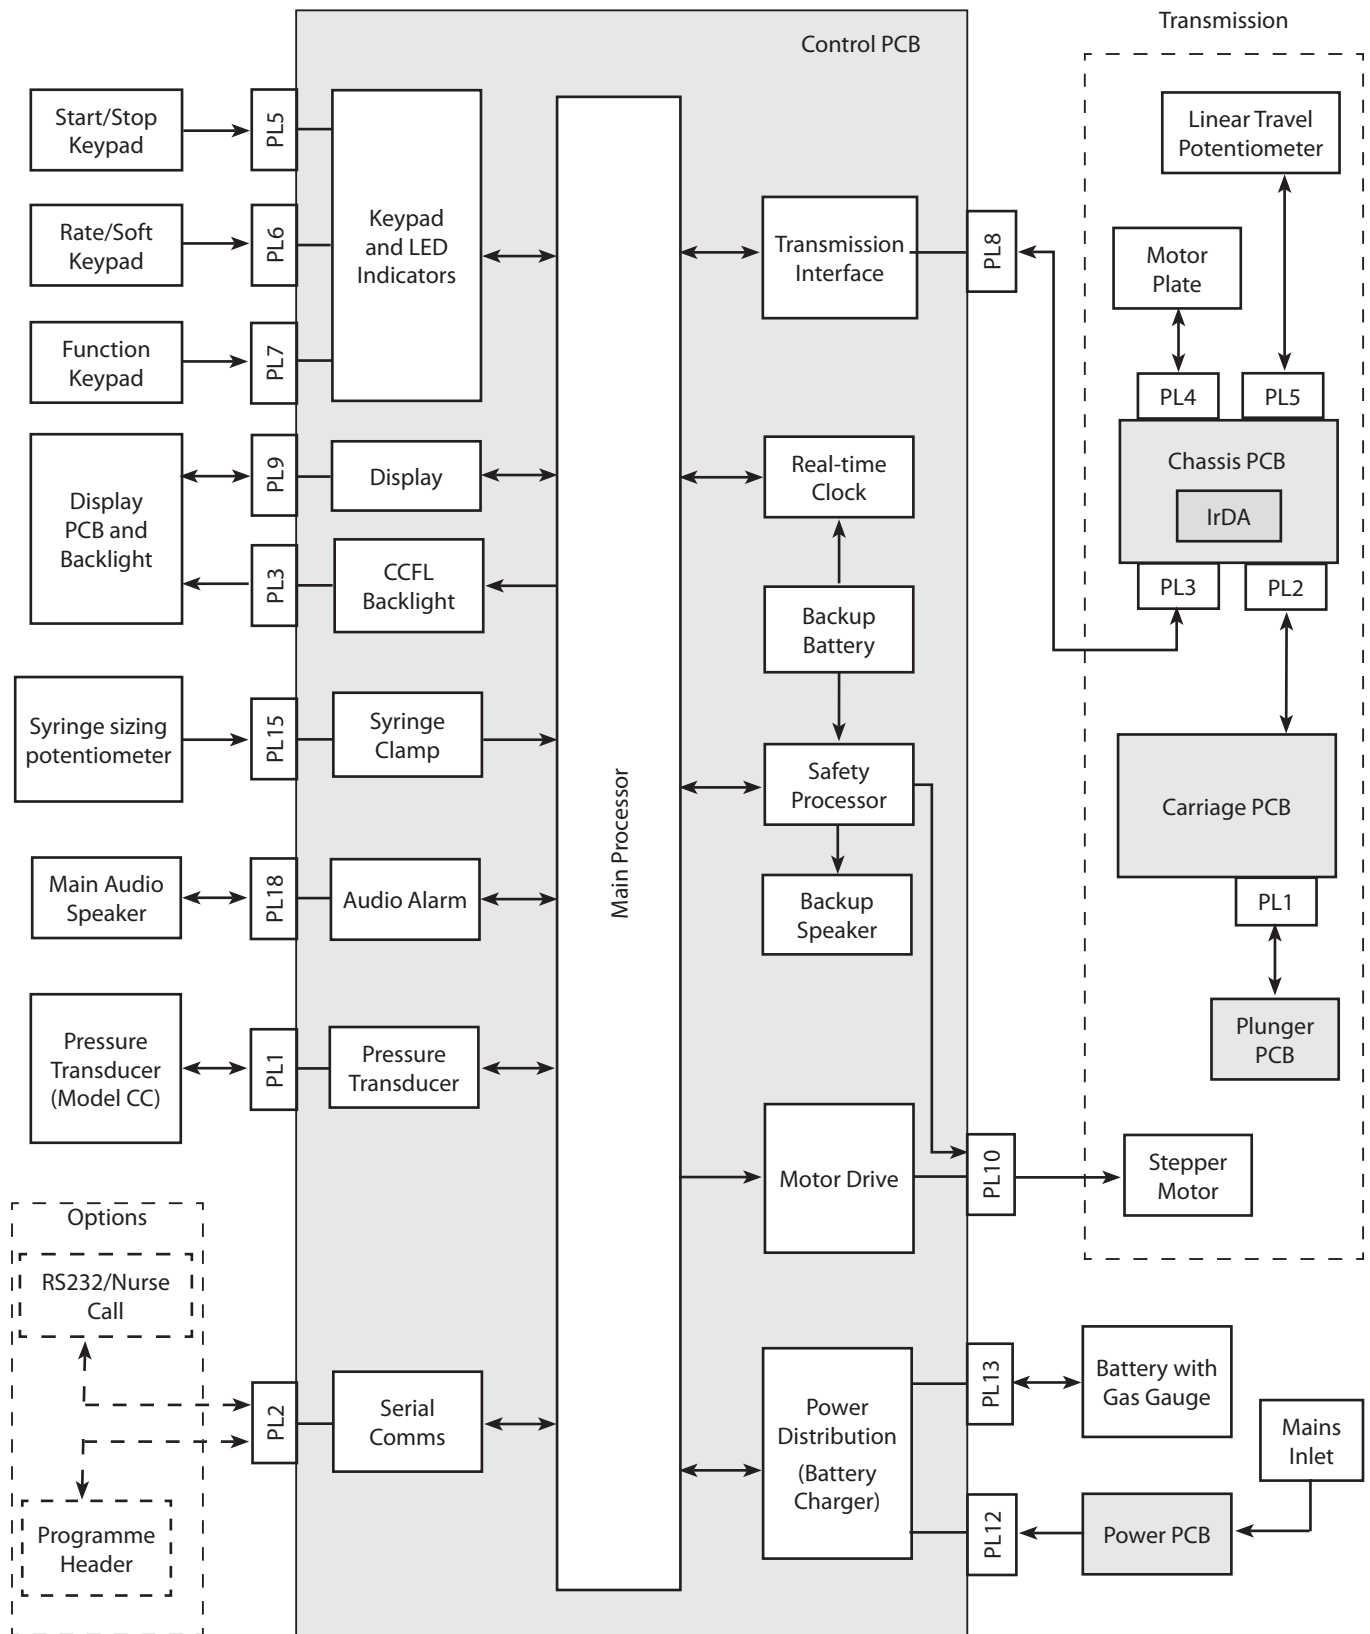 Control PCB
Transmission
Start/Stop
Keypad
PL5
Rate/Soft
Keypad
PL6
Function
Keypad
PL7
Keypad
and LED
Indicators
Display
PCB and
Backlight
PL9
Display
PL3
CCFL
Backlight
Syringe sizing
potentiometer
PL15
Syringe
Clamp
Main Audio
Speaker
PL18
Audio Alarm
Pressure
Transducer
(Model CC)
PL1
Pressure
Transducer
Options
RS232/Nurse
Call
Programme
Header
PL2
Serial
Comms
Main Processor
Transmission
Interface
PL8
Real-time
Clock
Backup
Battery
Safety
Processor
Backup
Speaker
Motor Drive
PL10
Power
Distribution
(Battery
Charger)
PL13
PL12
Linear Travel
Potentiometer
Motor
Plate
PL4
PL5
Chassis PCB
IrDA
PL3
PL2
Carriage PCB
PL1
Plunger
PCB
Stepper
Motor
Battery with
Gas Gauge
Mains
Inlet
Power PCB